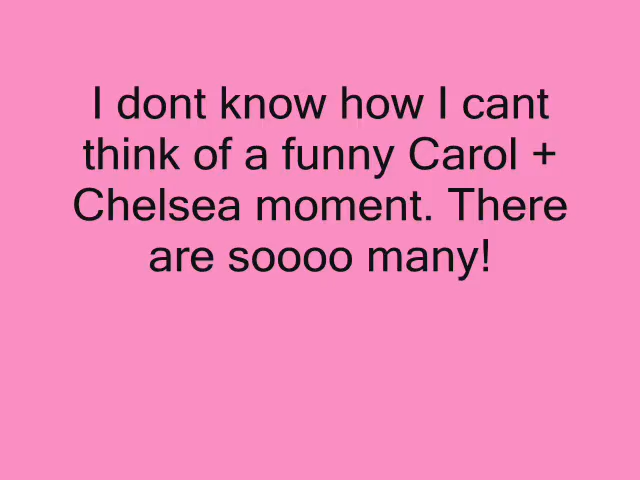 I dont know how I cant
think of a funny Carol +
Chelsea moment. There
are soooo many!